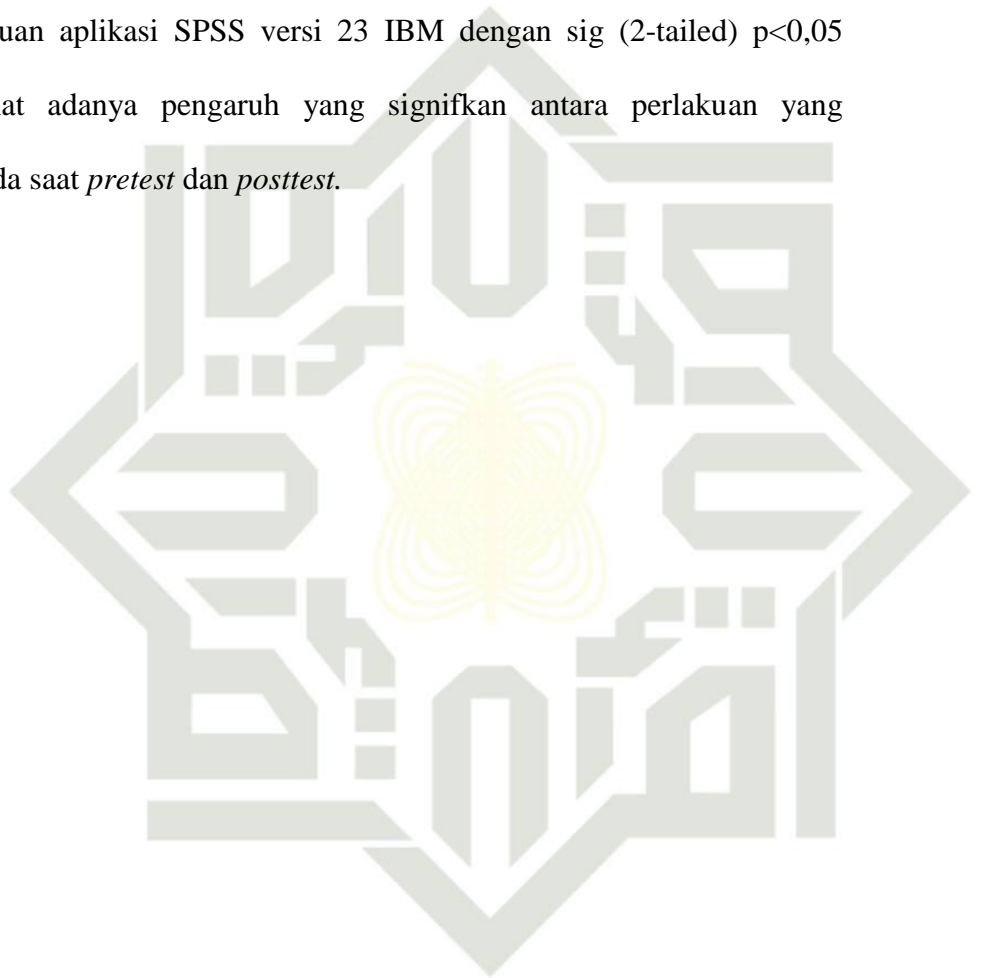 uan aplikasi SPSS versi 23 IBM dengan sig (2-tailed) p<0,05
at adanya pengaruh yang signifkan antara perlakuan yang
da saat pretest dan posttest.